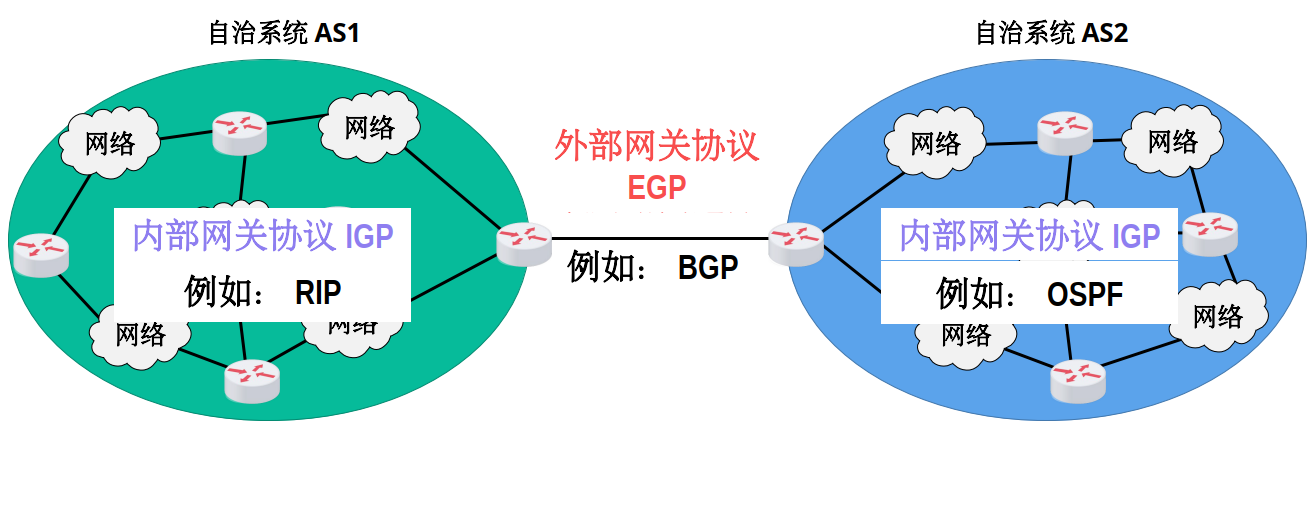 自治系统 AS1
自治系统 AS2
网络
网络
外部网关协议
EGP
网络
网络
内部网关协议 IGP
例如： RIP
例如： BGP
内部网关协议 IGP
例如： OSPF
网络
网络
网络
网络